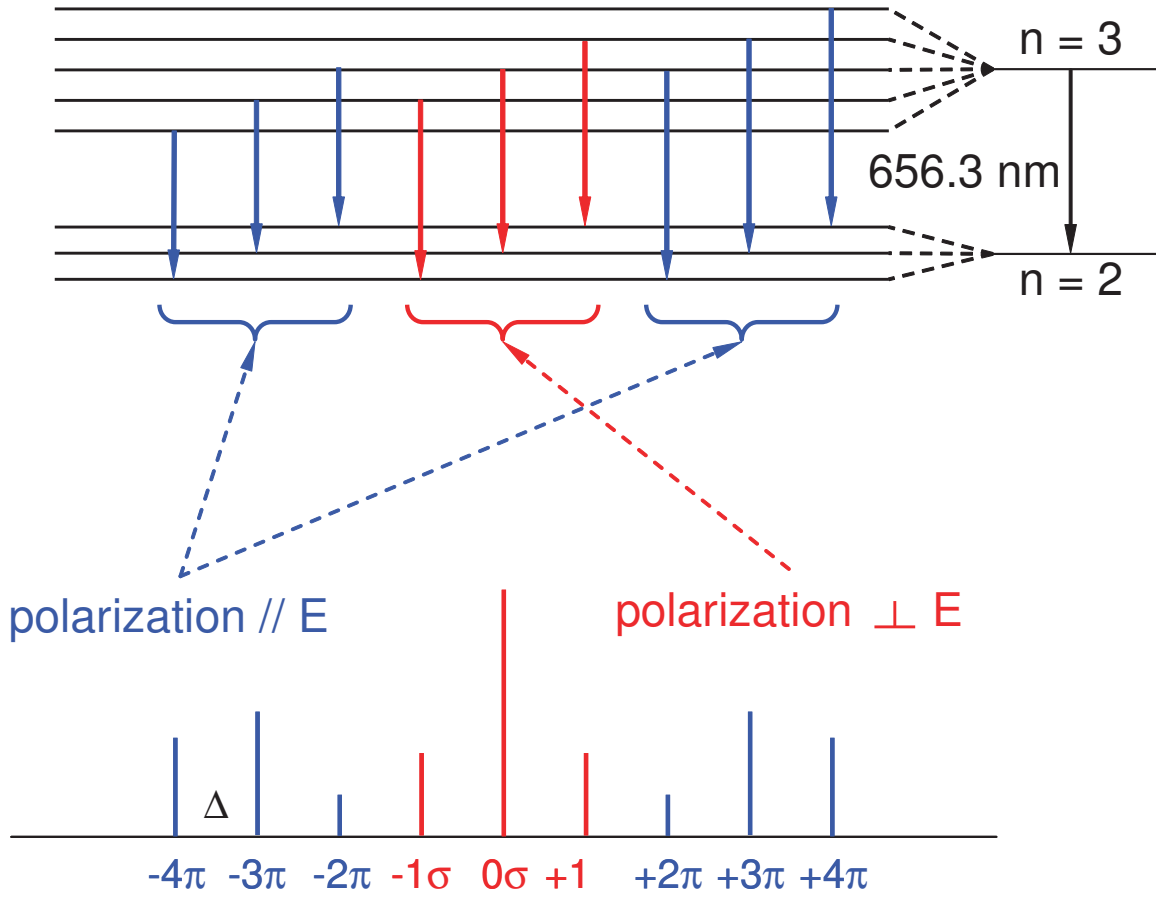 n = 3
656.3 nm
n = 2
polarization // E
polarization ⊥ E
Δ
-4π -3π -2π -1σ 0σ +1 +2π +3π +4π